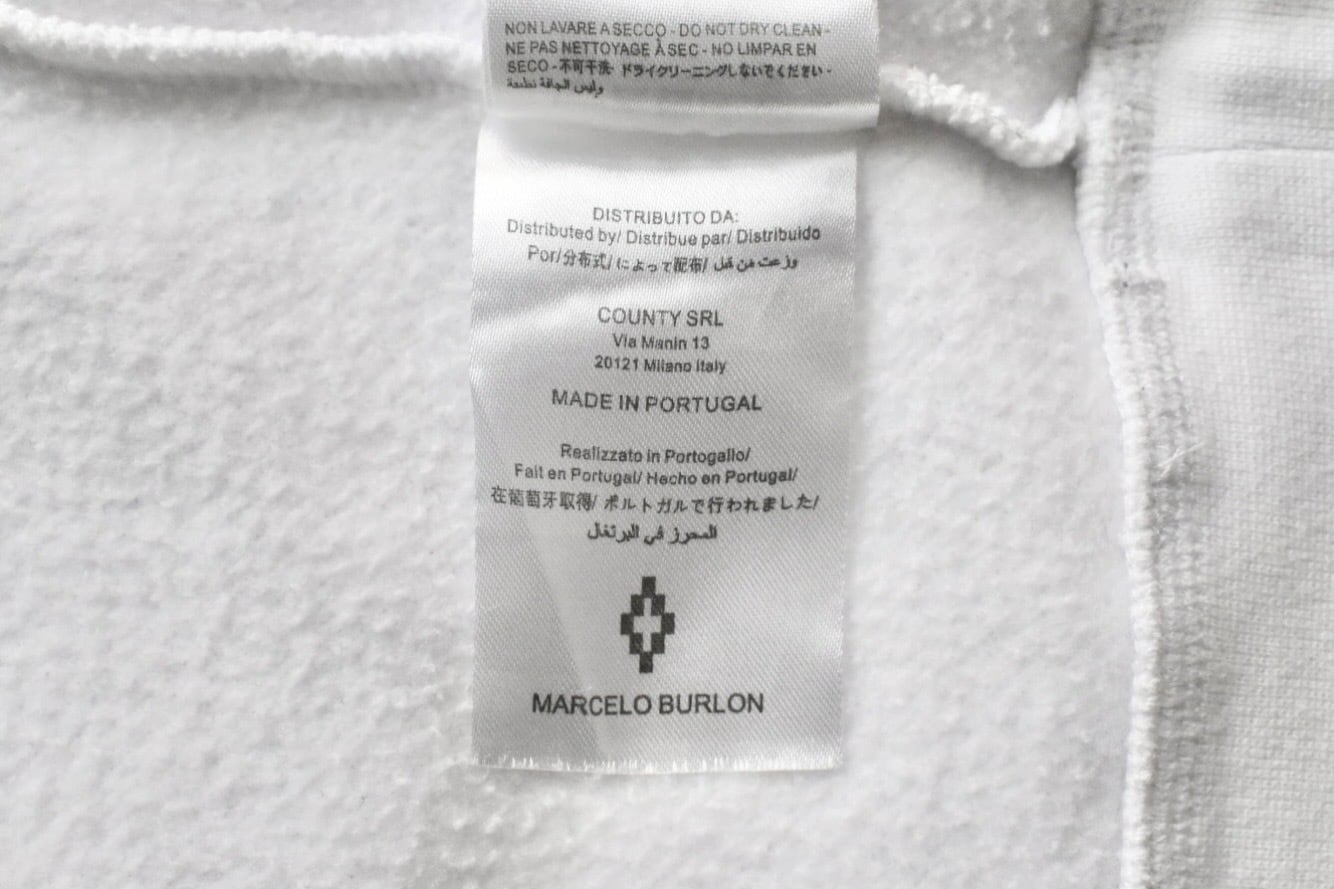 NON LAVARE A SECCO - DO NOT DRY CLEAN -
NE PAS NETTOYAGE À SEC - NO LIMPAR EN
SECO - 不可干洗- ドライクリーニングしないでください -
DISTRIBUITO DA:
Distributed by/ Distribue par/ Distribuido
Por/分布式/ によって配布/ وزعت من قبل
COUNTY SRL
Via Manin 13
20121 Milano Italy
MADE IN PORTUGAL
Realizzato in Portogallo/
Fait en Portugal/ Hecho en Portugal/
在葡萄牙取得/ ポルトガルで行われました/
المحرز في البرتغال
MARCELO BURLON